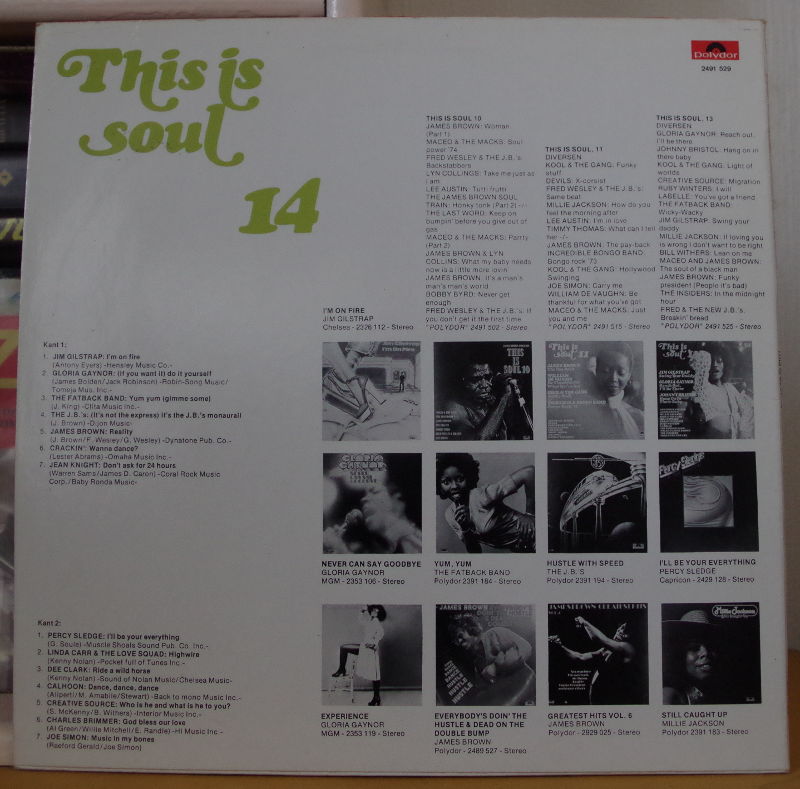 This is
soul
14
Polydor
2491 529
THIS IS SOUL 10
JAMES BROWN: Woman
(Part 1)
MACEO & THE MACKS: Soul
power '74
FRED WESLEY & THE J.B.'s:
Backstabbers
LYN COLLINGS: Take me just as
I am
LEE AUSTIN: Tutti frutti
THE JAMES BROWN SOUL
TRAIN: Honky tonk (Part 2) -/-
THE LAST WORD: Keep on
bumpin' before you give out of
gas
MACEO & THE MACKS: Parrty
(Part 2)
JAMES BROWN & LYN
COLLINS: What my baby needs
now is a little more lovin'
JAMES BROWN: It's a man's
man's man's world
BOBBY BYRD: Never get
enough
FRED WESLEY & THE J.B.'s: If
you don't get it the first time
"POLYDOR" 2491 502 - Stereo
THIS IS SOUL, 11
DIVERSEN
KOOL & THE GANG: Funky
stuff
DEVILS: X-corsist
FRED WESLEY & THE J.B.'s:
Same beat
MILLIE JACKSON: How do you
feel the morning after
LEE AUSTIN: I'm in love
TIMMY THOMAS: What can I tell
her -/-
JAMES BROWN: The pay-back
INCREDIBLE BONGO BAND:
Bongo rock '73
KOOL & THE GANG: Hollywood
Swinging
JOE SIMON: Carry me
WILLIAM DE VAUGHN: Be
thankful for what you've got
MACEO & THE MACKS: Just
you and me
"POLYDOR" 2491 515 - Stereo
THIS IS SOUL, 13
DIVERSEN
GLORIA GAYNOR: Reach out,
I'll be there
JOHNNY BRISTOL: Hang on in
there baby
KOOL & THE GANG: Light of
worlds
CREATIVE SOURCE: Migration
RUBY WINTERS: I will
LABELLE: You've got a friend
THE FATBACK BAND:
Wicky-Wacky
JIM GILSTRAP: Swing your
daddy
MILLIE JACKSON: If loving you
is wrong I don't want to be right
BILL WITHERS: Lean on me
MACEO AND JAMES BROWN:
The soul of a black man
JAMES BROWN: Funky
president (People it's bad)
THE INSIDERS: In the midnight
hour
FRED & THE NEW J.B.'s:
Breakin' bread
"POLYDOR" 2491 525 - Stereo
I'M ON FIRE
JIM GILSTRAP
Chelsea - 2326 112 - Stereo
Kant 1:
1. JIM GILSTRAP: I'm on fire
(Antony Eyers) -Hensley Music Co.-
2. GLORIA GAYNOR: (If you want it) do it yourself
(James Bolden/Jack Robinson) -Robin-Song Music/
Tomeja Mus. Inc.-
3. THE FATBACK BAND: Yum yum (gimme some)
(J. King) -Clita Music Inc.-
4. THE J.B.'s: (It's not the express) it's the J.B.'s monaurail
(J. Brown) -Dijon Music-
5. JAMES BROWN: Reality
(J. Brown/F. Wesley/G. Wesley) -Dynatone Pub. Co.-
6. CRACKIN': Wanna dance?
(Lester Abrams) -Omaha Music Inc.-
7. JEAN KNIGHT: Don't ask for 24 hours
(Warren Sams/James D. Caron) -Coral Rock Music
Corp./Baby Ronda Music-
THIS
IS
SOUL 10
This is
soul 11
This is
GLORIA
GAYNOR
Percy Sledge
NEVER CAN SAY GOODBYE
GLORIA GAYNOR
MGM - 2353 106 - Stereo
YUM, YUM
THE FATBACK BAND
Polydor 2391 184 - Stereo
HUSTLE WITH SPEED
THE J.B.'S
Polydor 2391 194 - Stereo
I'LL BE YOUR EVERYTHING
PERCY SLEDGE
Capricon - 2429 128 - Stereo
Kant 2:
1. PERCY SLEDGE: I'll be your everything
(G. Soule) -Muscle Shoals Sound Pub. Co. Inc.-
2. LINDA CARR & THE LOVE SQUAD: Highwire
(Kenny Nolan) -Pocket full of Tunes Inc.-
3. DEE CLARK: Ride a wild horse
(Kenny Nolan) -Sound of Nolan Music/Chelsea Music-
4. CALHOON: Dance, dance, dance
(Aliperti/M. Amabile/Stewart) -Back to mono Music Inc.-
5. CREATIVE SOURCE: Who is he and what is he to you?
(S. McKenny/B. Withers) -Interior Music Inc.-
6. CHARLES BRIMMER: God bless our love
(Al Green/Willie Mitchell/E. Randle) -Hi Music Inc.-
7. JOE SIMON: Music in my bones
(Raeford Gerald/Joe Simon)
JAMES BROWN
JAMES BROWN GREATEST HITS
Millie Jackson
EXPERIENCE
GLORIA GAYNOR
MGM - 2353 119 - Stereo
EVERYBODY'S DOIN' THE
HUSTLE & DEAD ON THE
DOUBLE BUMP
JAMES BROWN
Polydor - 2489 527 - Stereo
GREATEST HITS VOL. 6
JAMES BROWN
Polydor - 2929 025 - Stereo
STILL CAUGHT UP
MILLIE JACKSON
Polydor 2391 183 - Stereo